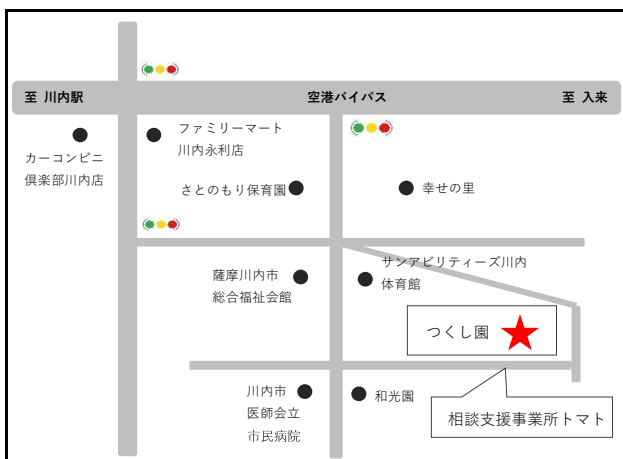 至 川内駅
空港バイパス
至 入来
カーコンビニ
倶楽部川内店
ファミリーマート
川内永利店
さとのもり保育園
幸せの里
薩摩川内市
総合福祉会館
サンアビリティーズ川内
体育館
つくし園
川内市
医師会立
市民病院
和光園
相談支援事業所トマト